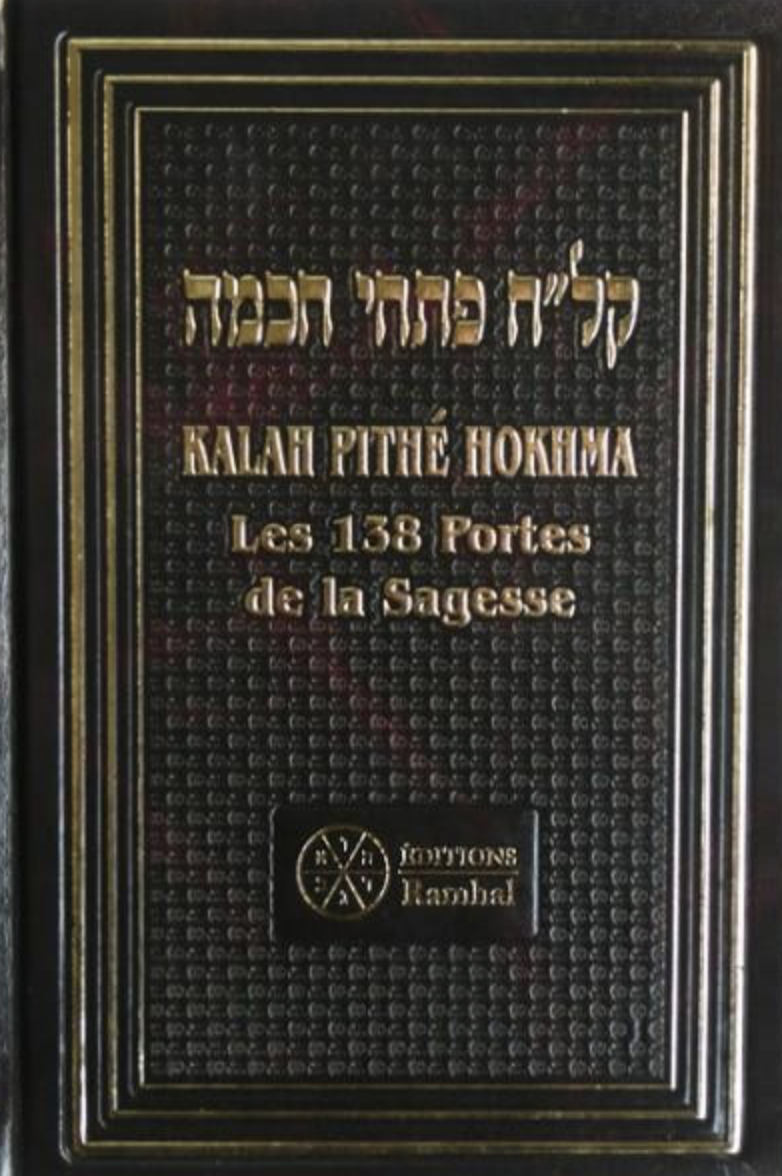 קל״ח פתחי חכמה
KALAH PITHÉ HOKHMA
Les 138 Portes
de la Sagesse
ÉDITIONS
Ramhal